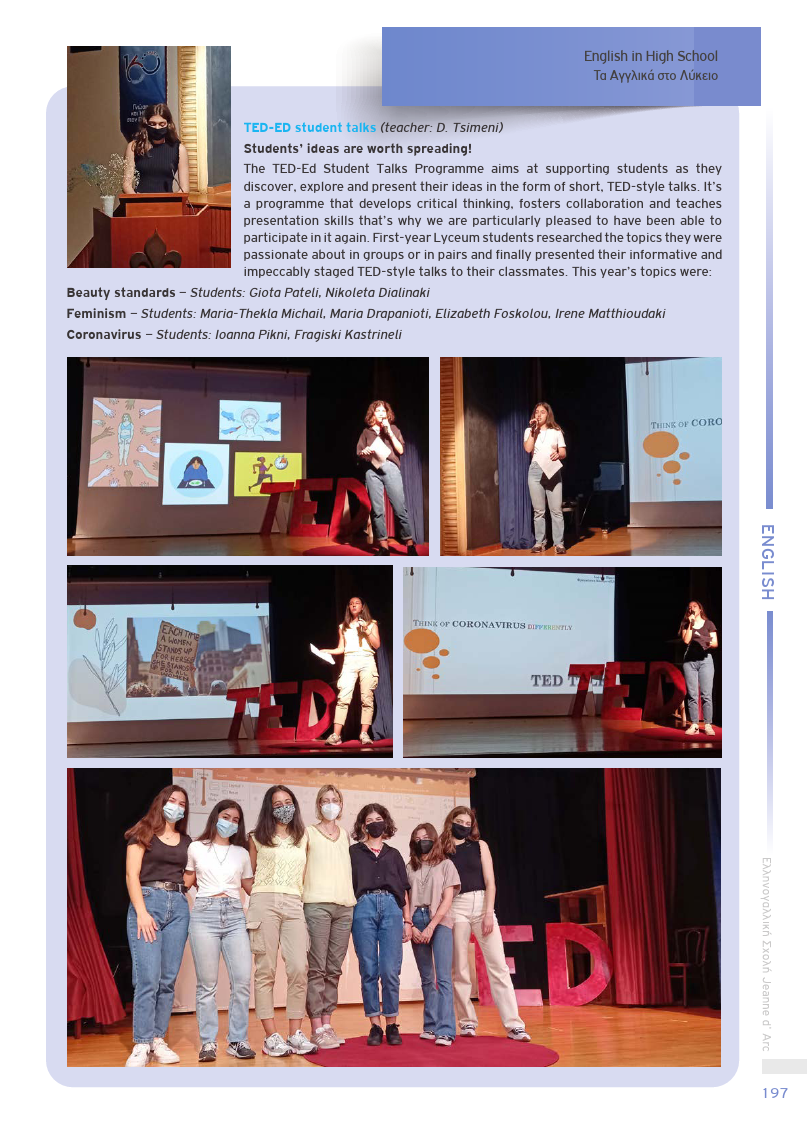 English in High School
Τα Αγγλικά στο Λύκειο
TED-ED student talks (teacher: D. Tsimeni)
Students’ ideas are worth spreading!
The TED-Ed Student Talks Programme aims at supporting students as they
discover, explore and present their ideas in the form of short, TED-style talks. It’s
a programme that develops critical thinking, fosters collaboration and teaches
presentation skills that’s why we are particularly pleased to have been able to
participate in it again. First-year Lyceum students researched the topics they were
passionate about in groups or in pairs and finally presented their informative and
impeccably staged TED-style talks to their classmates. This year’s topics were:
Beauty standards – Students: Giota Pateli, Nikoleta Dialinaki
Feminism – Students: Maria-Thekla Michail, Maria Drapanioti, Elizabeth Foskolou, Irene Matthioudaki
Coronavirus – Students: Ioanna Pikni, Fragiski Kastrineli
TED
THINK OF CORO
EACH TIME
A WOMEN
STANDS UP
FOR HERSELF
SHE STANDS
UP FOR ALL
WOMEN
TED
THINK OF CORONAVIRUS DIFFERENTLY
TED TALK
TED
ED
ENGLISH
Ελληνογαλλική Σχολή Jeanne d' Arc
197